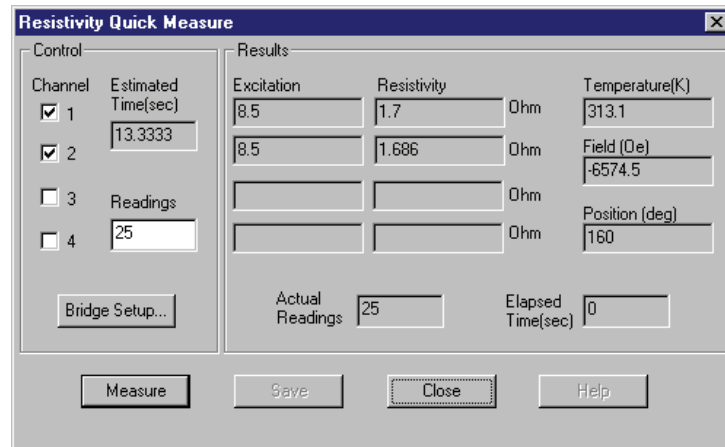 Resistivity Quick Measure
Control
Channel
Estimated
Time(sec)
1
13.3333
2
3
Readings
4
25
Bridge Setup...
Results
Excitation Resistivity Temperature(K)
8.5 1.7 Ohm 313.1
Field (Oe)
8.5 1.686 Ohm -6574.5
Ohm
Position (deg)
Ohm 160
Actual
Readings 25
Elapsed
Time(sec) 0
Measure Save Close Help